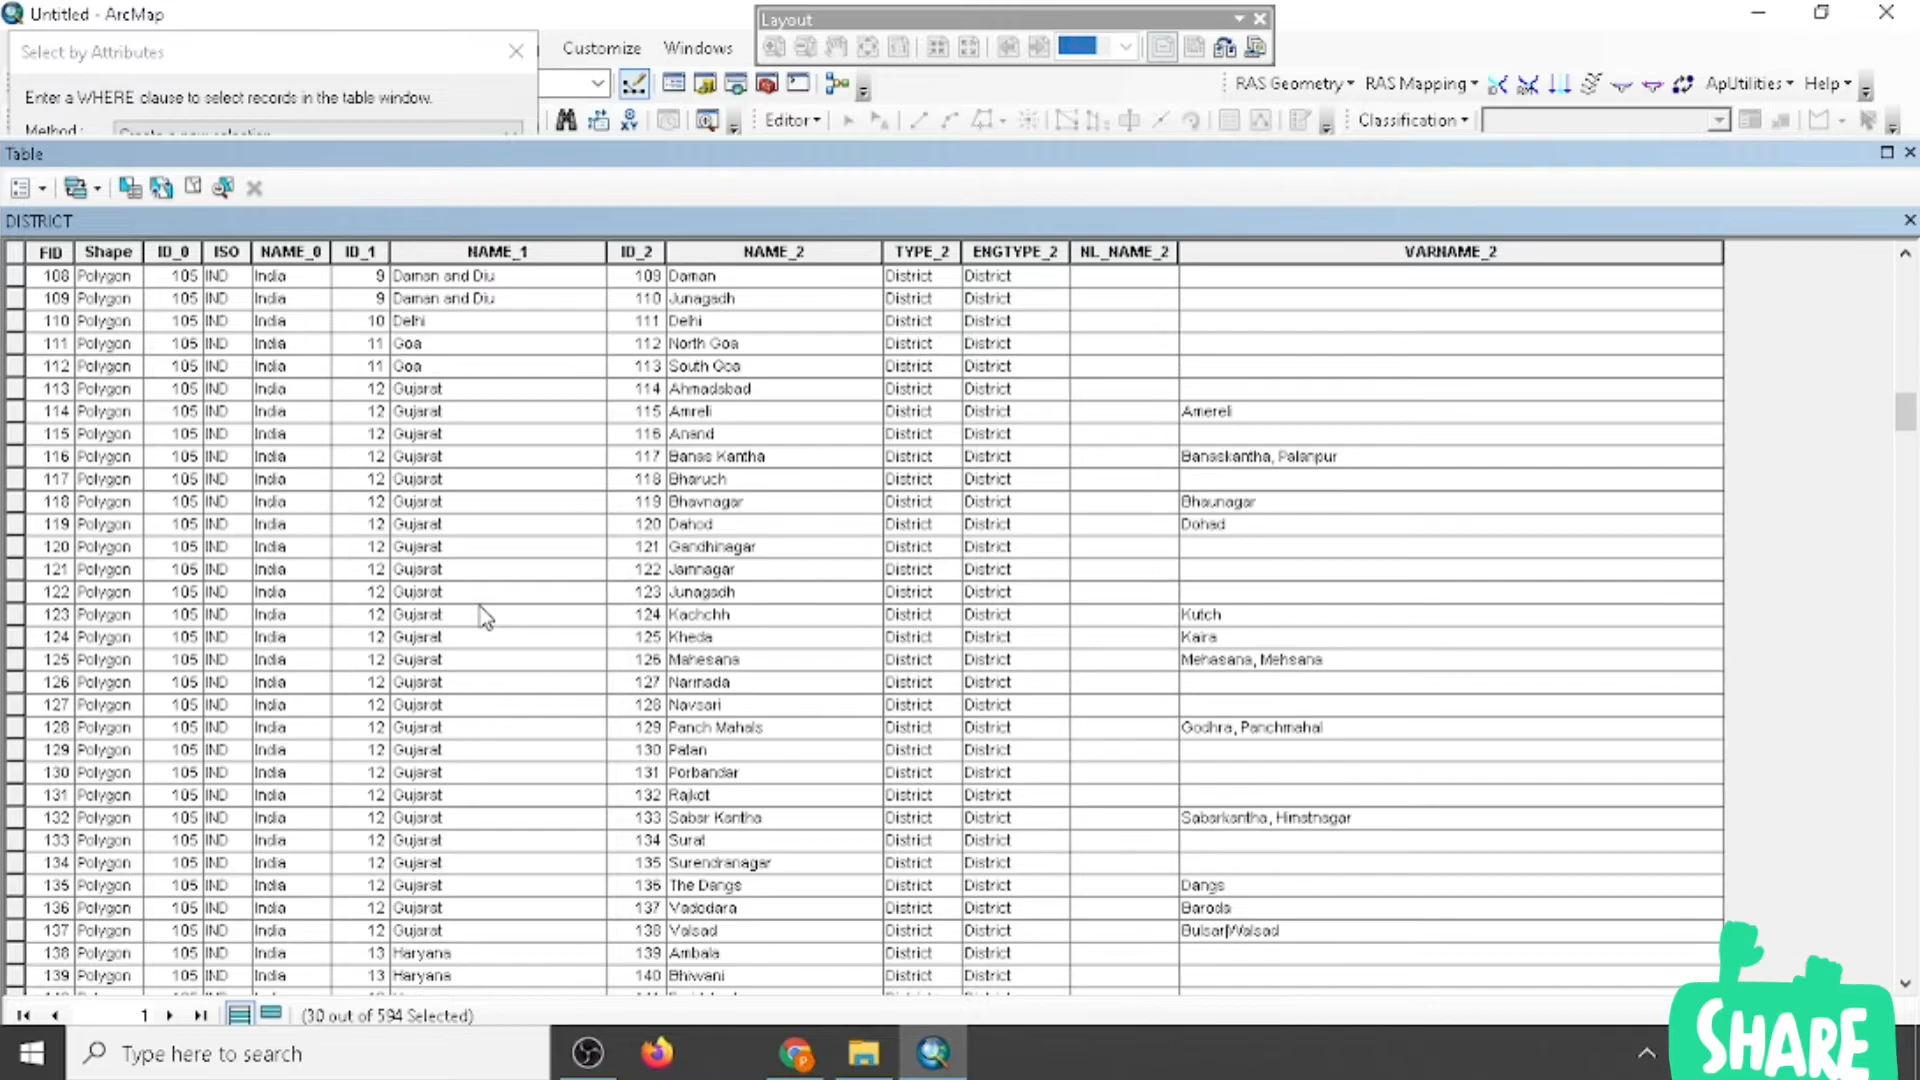 Untitled - ArcMap
Layout
Select by Attributes
Customize Windows
Enter a WHERE clause to select records in the table window.
RAS Geometry RAS Mapping ApUtilities Help
Method : Create a new selection
Editor Classification
Table
DISTRICT
FID Shape ID_0 ISO NAME_0 ID_1 NAME_1 ID_2 NAME_2 TYPE_2 ENGTYPE_2 NL_NAME_2 VARNAME_2
108 Polygon 105 IND India 9 Daman and Diu 109 Daman District District
109 Polygon 105 IND India 9 Daman and Diu 110 Junagadh District District
110 Polygon 105 IND India 10 Delhi 111 Delhi District District
111 Polygon 105 IND India 11 Goa 112 North Goa District District
112 Polygon 105 IND India 11 Goa 113 South Goa District District
113 Polygon 105 IND India 12 Gujarat 114 Ahmadabad District District
114 Polygon 105 IND India 12 Gujarat 115 Amreli District District Amereli
115 Polygon 105 IND India 12 Gujarat 116 Anand District District
116 Polygon 105 IND India 12 Gujarat 117 Banas Kantha District District Banaskantha, Palanpur
117 Polygon 105 IND India 12 Gujarat 118 Bharuch District District
118 Polygon 105 IND India 12 Gujarat 119 Bhavnagar District District Bhaunagar
119 Polygon 105 IND India 12 Gujarat 120 Dahod District District Dohad
120 Polygon 105 IND India 12 Gujarat 121 Gandhinagar District District
121 Polygon 105 IND India 12 Gujarat 122 Jamnagar District District
122 Polygon 105 IND India 12 Gujarat 123 Junagadh District District
123 Polygon 105 IND India 12 Gujarat 124 Kachchh District District Kutch
124 Polygon 105 IND India 12 Gujarat 125 Kheda District District Kaira
125 Polygon 105 IND India 12 Gujarat 126 Mahesana District District Mehasana, Mehsana
126 Polygon 105 IND India 12 Gujarat 127 Narmada District District
127 Polygon 105 IND India 12 Gujarat 128 Navsari District District
128 Polygon 105 IND India 12 Gujarat 129 Panch Mahals District District Godhra, Panchmahal
129 Polygon 105 IND India 12 Gujarat 130 Patan District District
130 Polygon 105 IND India 12 Gujarat 131 Porbandar District District
131 Polygon 105 IND India 12 Gujarat 132 Rajkot District District
132 Polygon 105 IND India 12 Gujarat 133 Sabar Kantha District District Sabarkantha, Himatnagar
133 Polygon 105 IND India 12 Gujarat 134 Surat District District
134 Polygon 105 IND India 12 Gujarat 135 Surendranagar District District
135 Polygon 105 IND India 12 Gujarat 136 The Dangs District District Dangs
136 Polygon 105 IND India 12 Gujarat 137 Vadodara District District Baroda
137 Polygon 105 IND India 12 Gujarat 138 Valsad District District Bulsar|Walsad
138 Polygon 105 IND India 13 Haryana 139 Ambala District District
139 Polygon 105 IND India 13 Haryana 140 Bhiwani District District
1 (30 out of 594 Selected)
Type here to search
SHARE